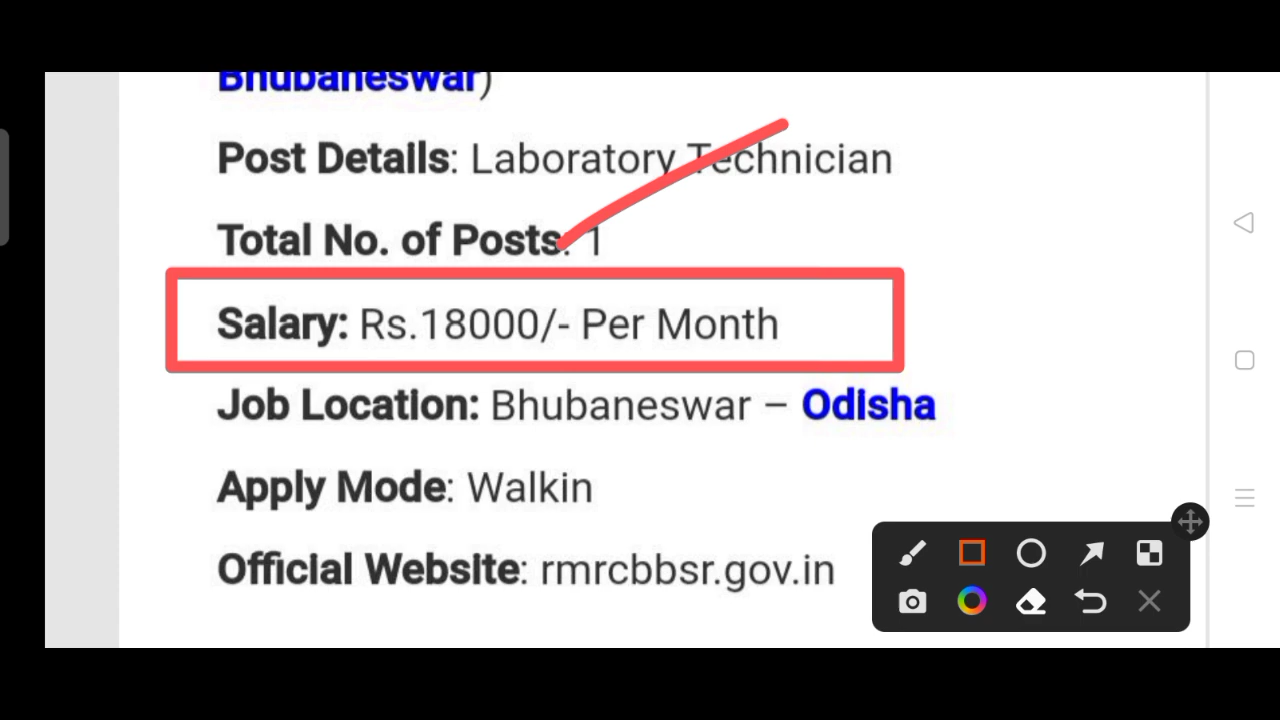 Bhubaneswar)
Post Details: Laboratory Technician
Total No. of Posts: 1
Salary: Rs.18000/- Per Month
Job Location: Bhubaneswar – Odisha
Apply Mode: Walkin
Official Website: rmrcbbsr.gov.in